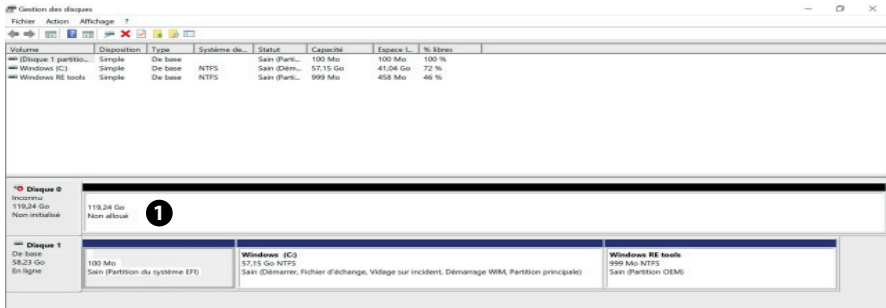 Gestion des disques
Fichier Action Affichage ?
Volume Disposition Type Système de... Statut Capacité Espace l... % libres
(Disque 1 partitio... Simple De base Sain (Parti... 100 Mo 100 Mo 100 %
Windows (C:) Simple De base NTFS Sain (Dém... 57,15 Go 41,04 Go 72 %
Windows RE tools Simple De base NTFS Sain (Parti... 999 Mo 458 Mo 46 %
Disque 0
Inconnu
119,24 Go
Non initialisé
119,24 Go
Non alloué
1
Disque 1
De base
58,23 Go
En ligne
100 Mo
Sain (Partition du système EFI)
Windows (C:)
57,15 Go NTFS
Sain (Démarrer, Fichier d'échange, Vidage sur incident, Démarrage WIM, Partition principale)
Windows RE tools
999 Mo NTFS
Sain (Partition OEM)